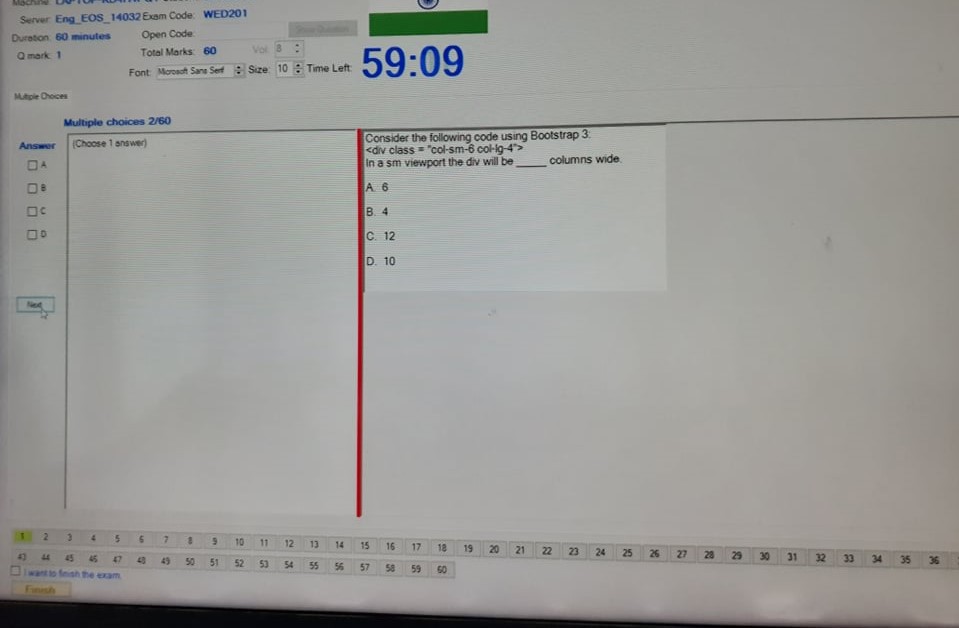 Machine:
Server: Eng_EOS_14032 Exam Code: WED201
Duration: 60 minutes Open Code:
Q mark: 1 Total Marks: 60 Vol: 8
Font: Microsoft Sans Serif Size: 10 Time Left: 59:09
Multiple Choices
Multiple choices 2/60
Answer (Choose 1 answer)
A
B
C
D
Next
Consider the following code using Bootstrap 3:
<div class = "col-sm-6 col-lg-4">
In a sm viewport the div will be _____ columns wide.
A. 6
B. 4
C. 12
D. 10
1 2 3 4 5 6 7 8 9 10 11 12 13 14 15 16 17 18 19 20 21 22 23 24 25 26 27 28 29 30 31 32 33 34 35 36
43 44 45 46 47 48 49 50 51 52 53 54 55 56 57 58 59 60
I want to finish the exam.
Finish